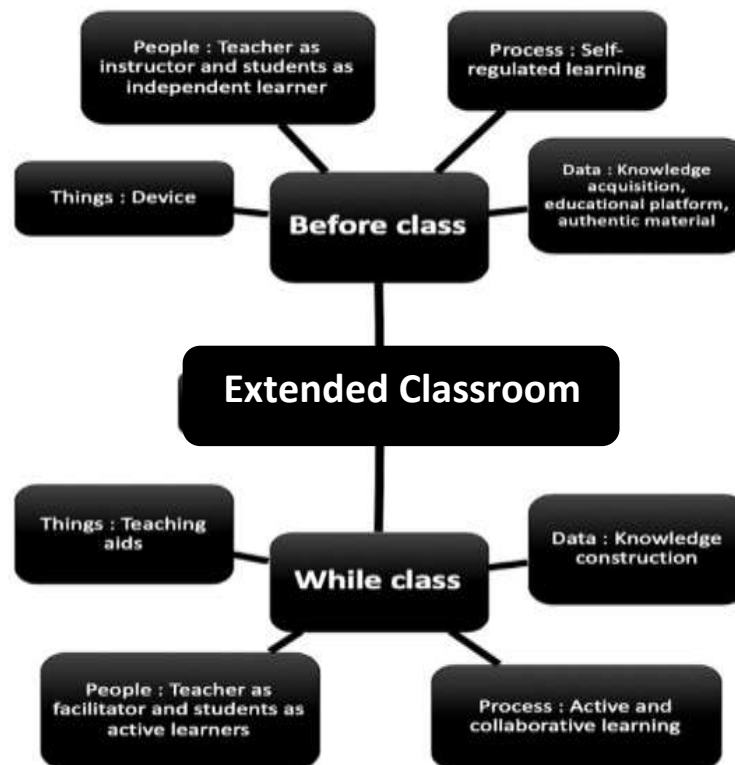 People : Teacher as
instructor and students as
independent learner
Process : Self-
regulated learning
Things : Device
Before class
Data : Knowledge
acquisition,
educational platform,
authentic material
Extended Classroom
Things : Teaching
aids
While class
Data : Knowledge
construction
People : Teacher as
facilitator and students as
active learners
Process : Active and
collaborative learning